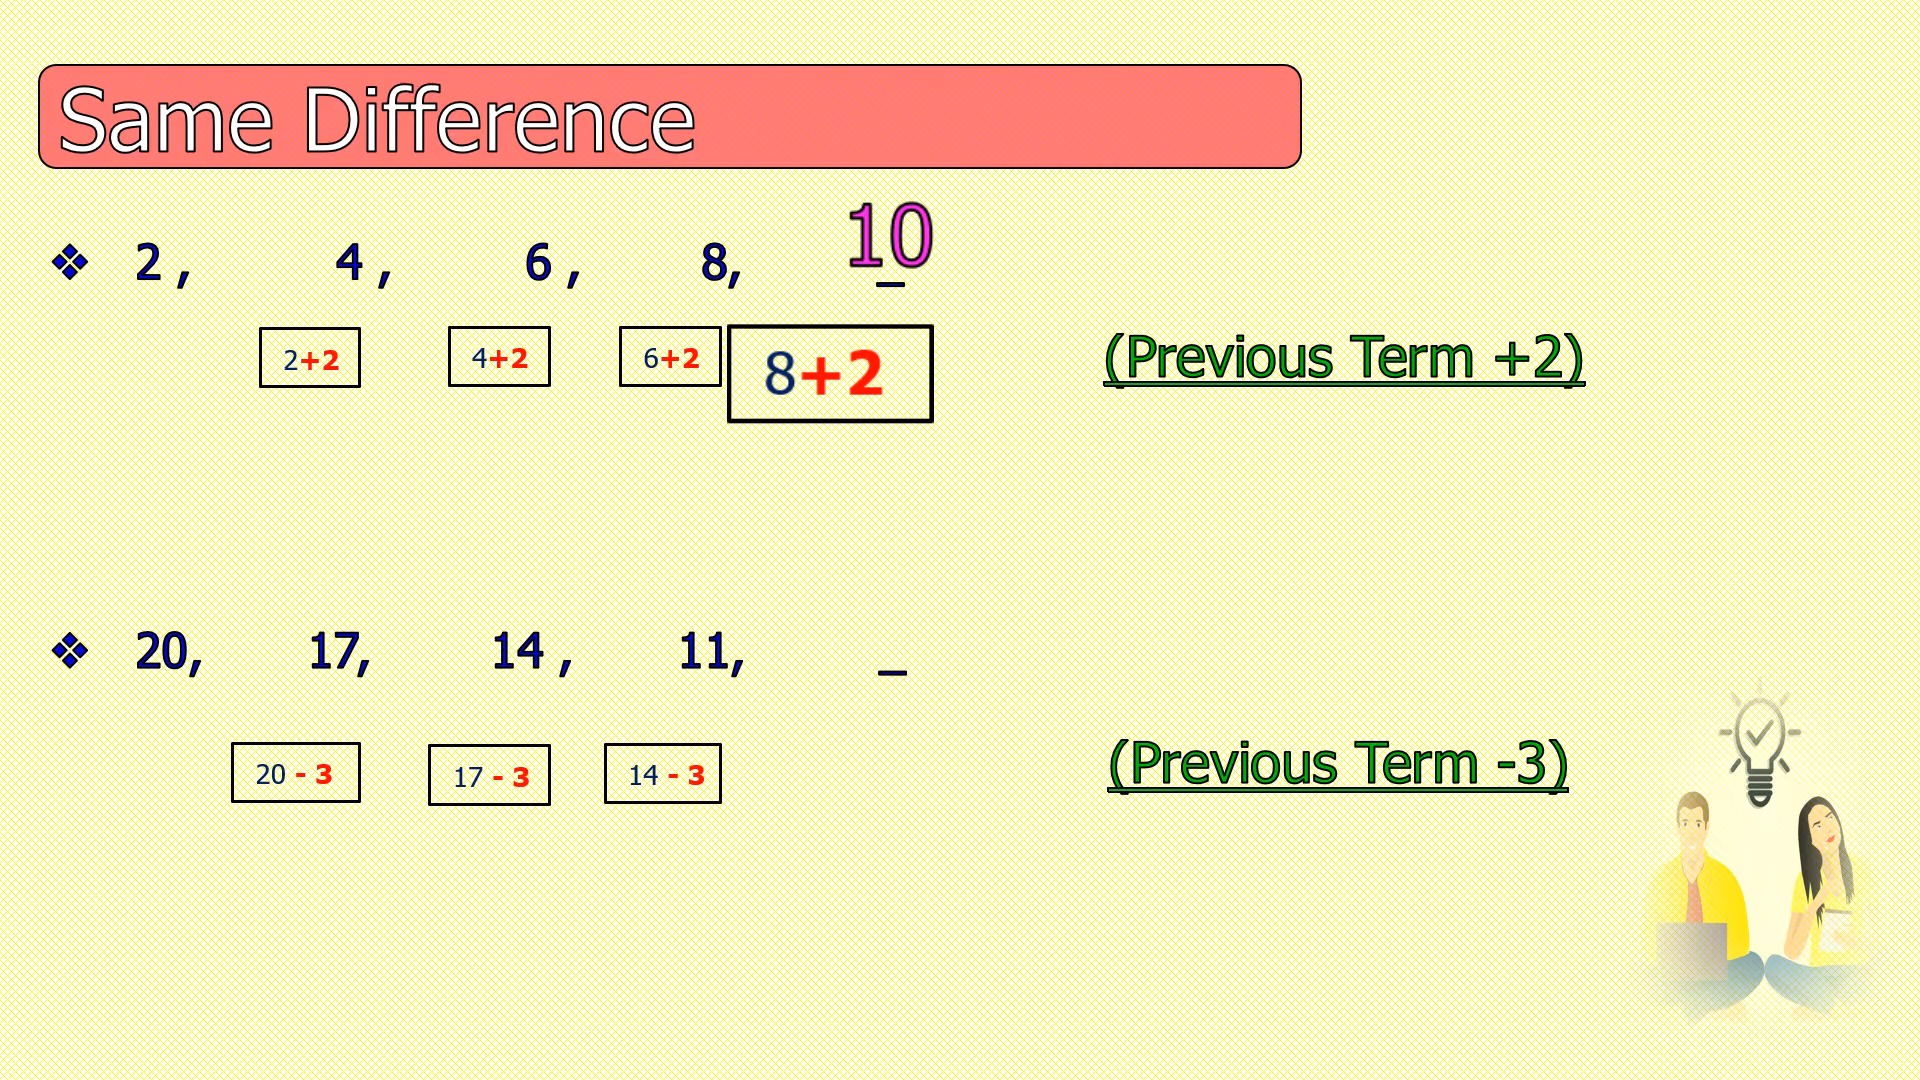 Same Difference
❖ 2 , 4 , 6 , 8, _ 10
2+2 4+2 6+2 8+2
(Previous Term +2)
❖ 20, 17, 14 , 11, _
20 - 3 17 - 3 14 - 3
(Previous Term -3)